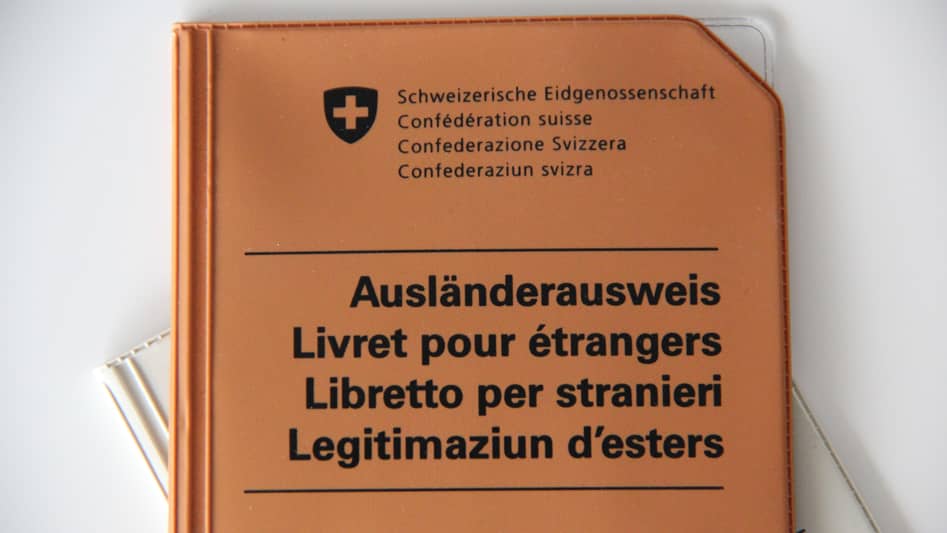 Schweizerische Eidgenossenschaft
Confédération suisse
Confederazione Svizzera
Confederaziun svizra
Ausländerausweis
Livret pour étrangers
Libretto per stranieri
Legitimaziun d'esters